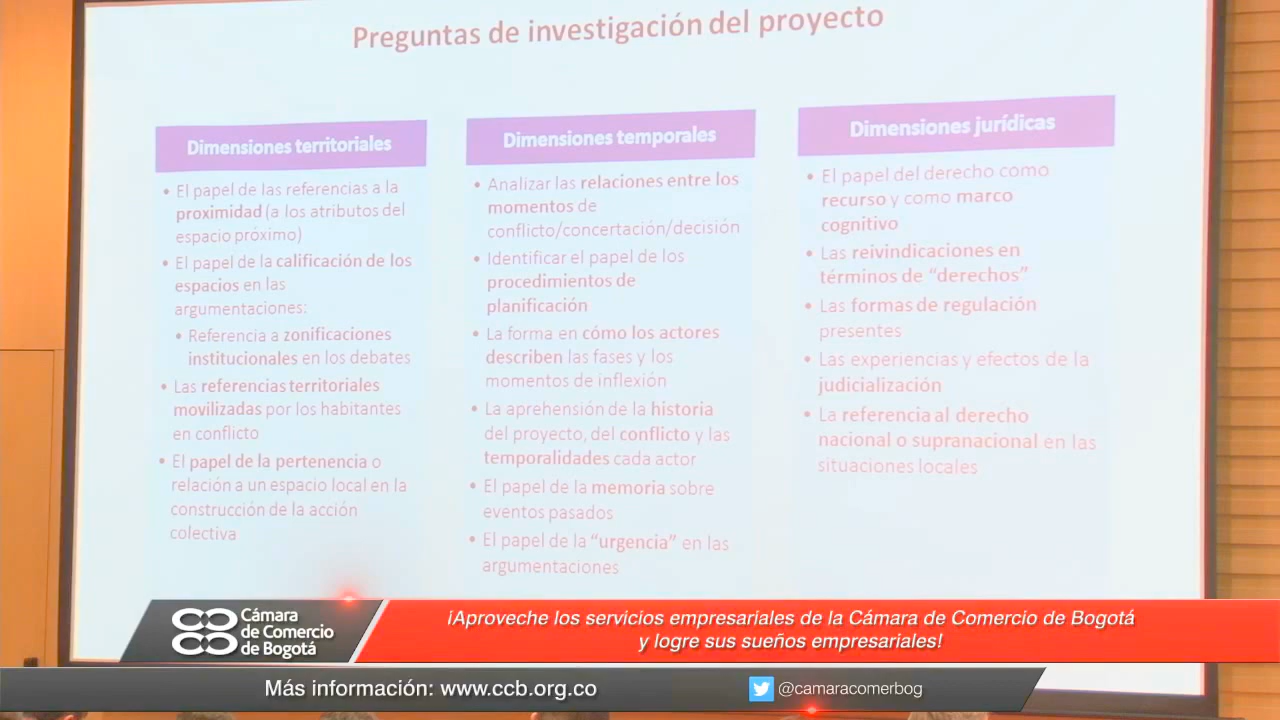 Preguntas de investigación del proyecto
Dimensiones territoriales
• El papel de las referencias a la
proximidad (a los atributos del
espacio próximo)
• El papel de la calificación de los
espacios en las
argumentaciones:
• Referencia a zonificaciones
institucionales en los debates
• Las referencias territoriales
movilizadas por los habitantes
en conflicto
• El papel de la pertenencia o
relación a un espacio local en la
construcción de la acción
colectiva
Dimensiones temporales
• Analizar las relaciones entre los
momentos de
conflicto/concertación/decisión
• Identificar el papel de los
procedimientos de
planificación
• La forma en cómo los actores
describen las fases y los
momentos de inflexión
• La aprehensión de la historia
del proyecto, del conflicto y las
temporalidades cada actor
• El papel de la memoria sobre
eventos pasados
• El papel de la “urgencia” en las
argumentaciones
Dimensiones jurídicas
• El papel del derecho como
recurso y como marco
cognitivo
• Las reivindicaciones en
términos de “derechos”
• Las formas de regulación
presentes
• Las experiencias y efectos de la
judicialización
• La referencia al derecho
nacional o supranacional en las
situaciones locales
Cámara
de Comercio
de Bogotá
¡Aproveche los servicios empresariales de la Cámara de Comercio de Bogotá
y logre sus sueños empresariales!
Más información: www.ccb.org.co
@camaracomerbog